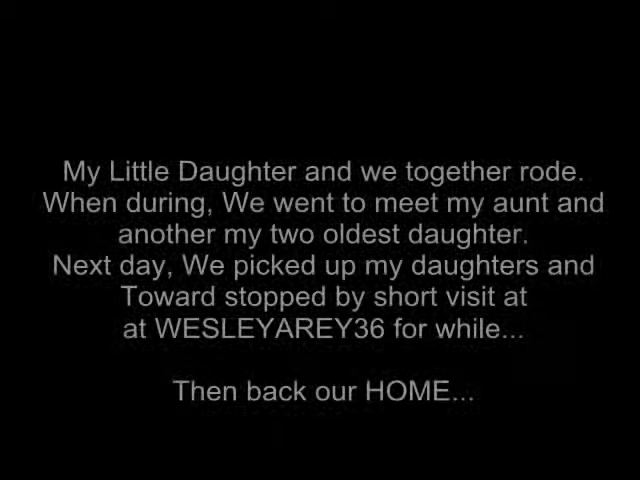 My Little Daughter and we together rode.
When during, We went to meet my aunt and
another my two oldest daughter.
Next day, We picked up my daughters and
Toward stopped by short visit at
at WESLEYAREY36 for while...
Then back our HOME...